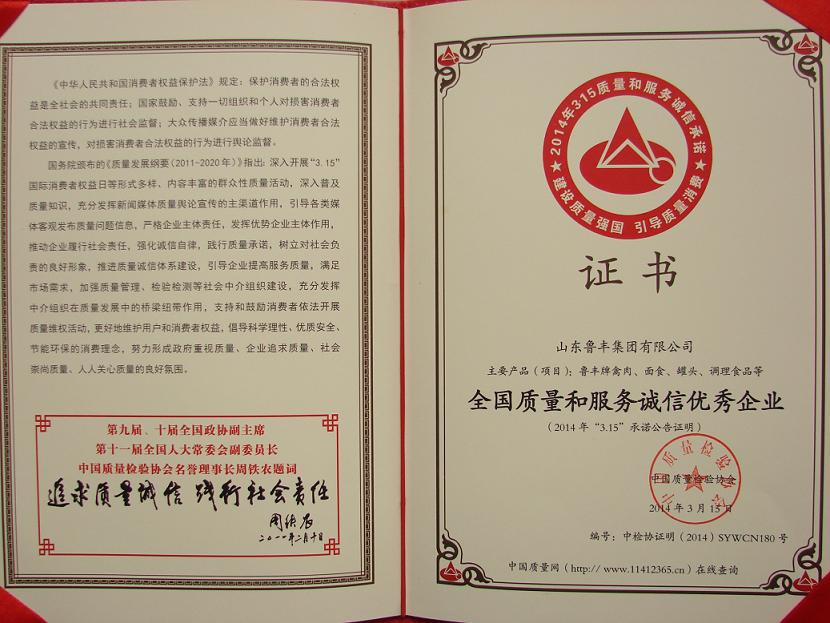 《中华人民共和国消费者权益保护法》规定：保护消费者的合法权
益是全社会的共同责任；国家鼓励、支持一切组织和个人对损害消费者
合法权益的行为进行社会监督；大众传播媒介应当做好维护消费者合法
权益的宣传，对损害消费者合法权益的行为进行舆论监督。
国务院颁布的《质量发展纲要（2011-2020年）》指出：深入开展“3.15”
国际消费者权益日等形式多样、内容丰富的群众性质量活动，深入普及
质量知识，充分发挥新闻媒体质量舆论宣传的主渠道作用，引导各类媒
体客观发布质量问题信息，严格企业主体责任，发挥优势企业主体作用，
推动企业履行社会责任，强化诚信自律，践行质量承诺，树立对社会负
责的良好形象，推进质量诚信体系建设，引导企业提高服务质量，满足
市场需求，加强质量管理、检验检测等社会中介组织建设，充分发挥
中介组织在质量发展中的桥梁纽带作用，支持和鼓励消费者依法开展
质量维权活动，更好地维护用户和消费者权益，倡导科学理性、优质安全、
节能环保的消费理念，努力形成政府重视质量、企业追求质量、社会
崇尚质量、人人关心质量的良好氛围。
第九届、十届全国政协副主席
第十一届全国人大常委会副委员长
中国质量检验协会名誉理事长周铁农题词
追求质量诚信 践行社会责任
周铁农
二〇一一年二月十日
2014年315质量和服务诚信承诺
建设质量强国 引导质量消费
证书
山东鲁丰集团有限公司
主要产品（项目）：鲁丰牌禽肉、面食、罐头、调理食品等
全国质量和服务诚信优秀企业
（2014年“3.15”承诺公告证明）
中国质量检验协会
中国质量检验协会
2014年3月15日
编号：中检协证明（2014）SYWCN180号
中国质量网（http://www.11412365.cn）在线查询